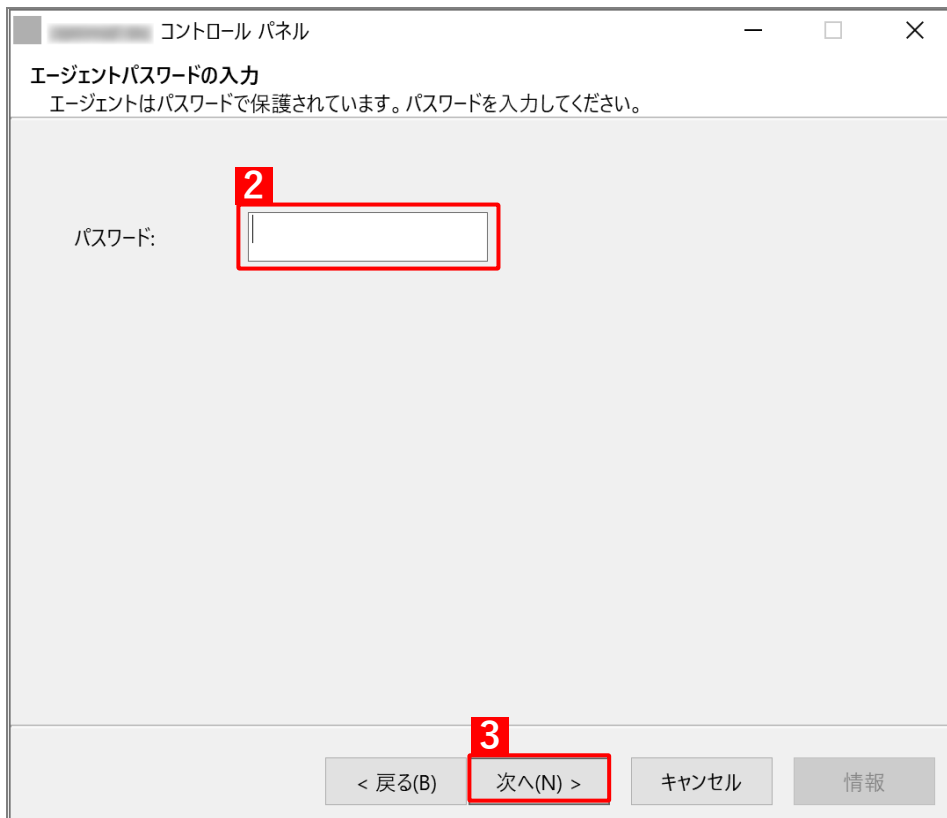 コントロール パネル
エージェントパスワードの入力
エージェントはパスワードで保護されています。パスワードを入力してください。
2
パスワード:
3
< 戻る(B) 次へ(N) > キャンセル 情報